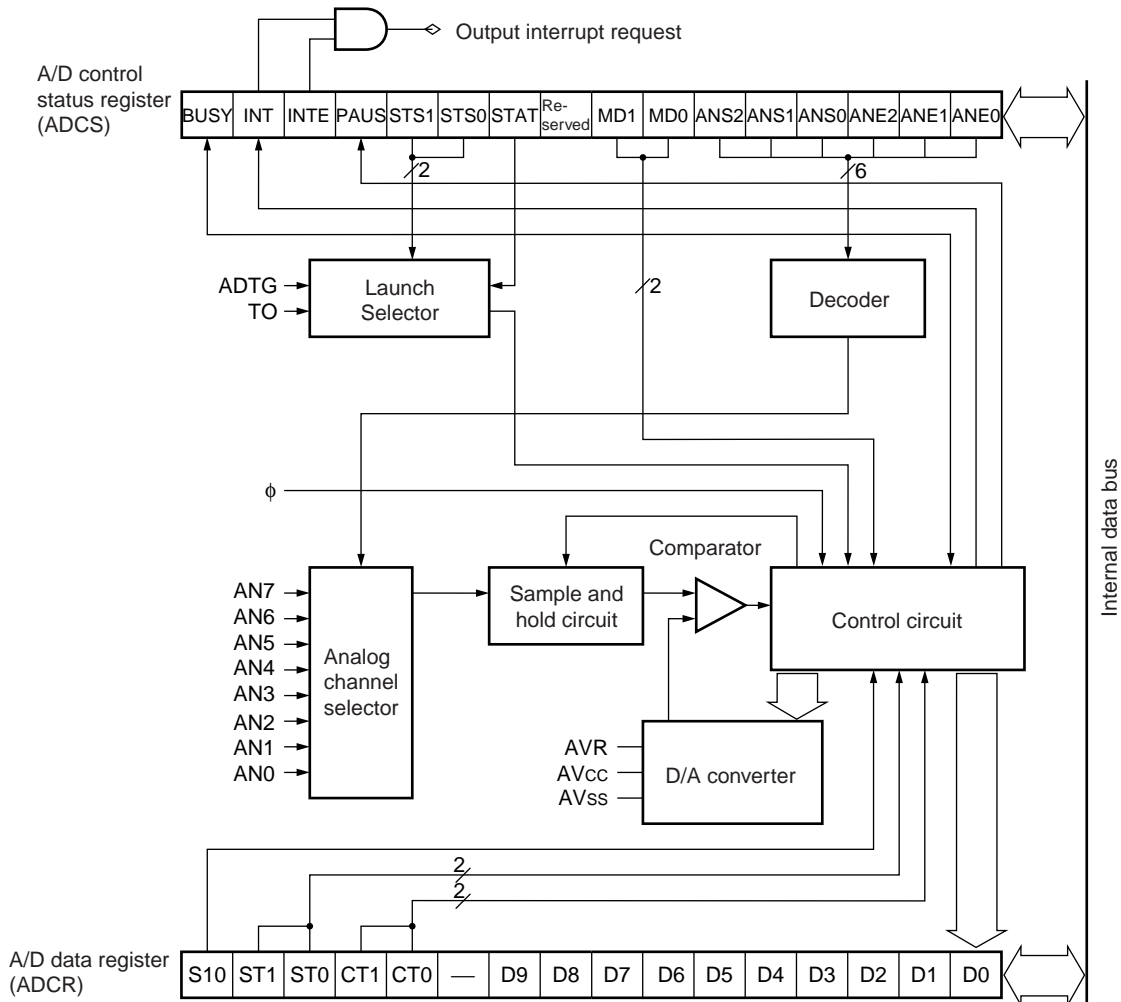 Output interrupt request
A/D control
status register
(ADCS)
BUSY INT INTE PAUS STS1 STS0 STAT Re-
served MD1 MD0 ANS2 ANS1 ANS0 ANE2 ANE1 ANE0
2
6
ADTG
TO
Launch
Selector
2
Decoder
Internal data bus
ϕ
Comparator
AN7
AN6
AN5
AN4
AN3
AN2
AN1
AN0
Analog
channel
selector
Sample and
hold circuit
Control circuit
AVR
AVcc
AVss
D/A converter
2
2
A/D data register
(ADCR)
S10 ST1 ST0 CT1 CT0 — D9 D8 D7 D6 D5 D4 D3 D2 D1 D0